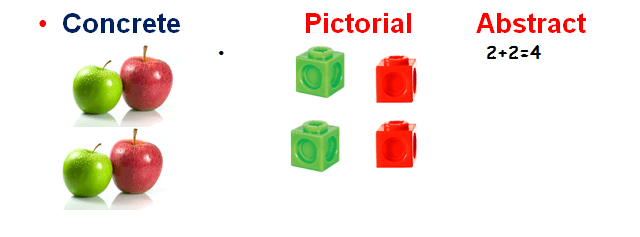 • Concrete Pictorial Abstract
• 2+2=4